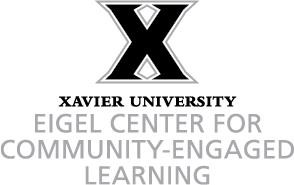 X
XAVIER UNIVERSITY
EIGEL CENTER FOR
COMMUNITY-ENGAGED
LEARNING